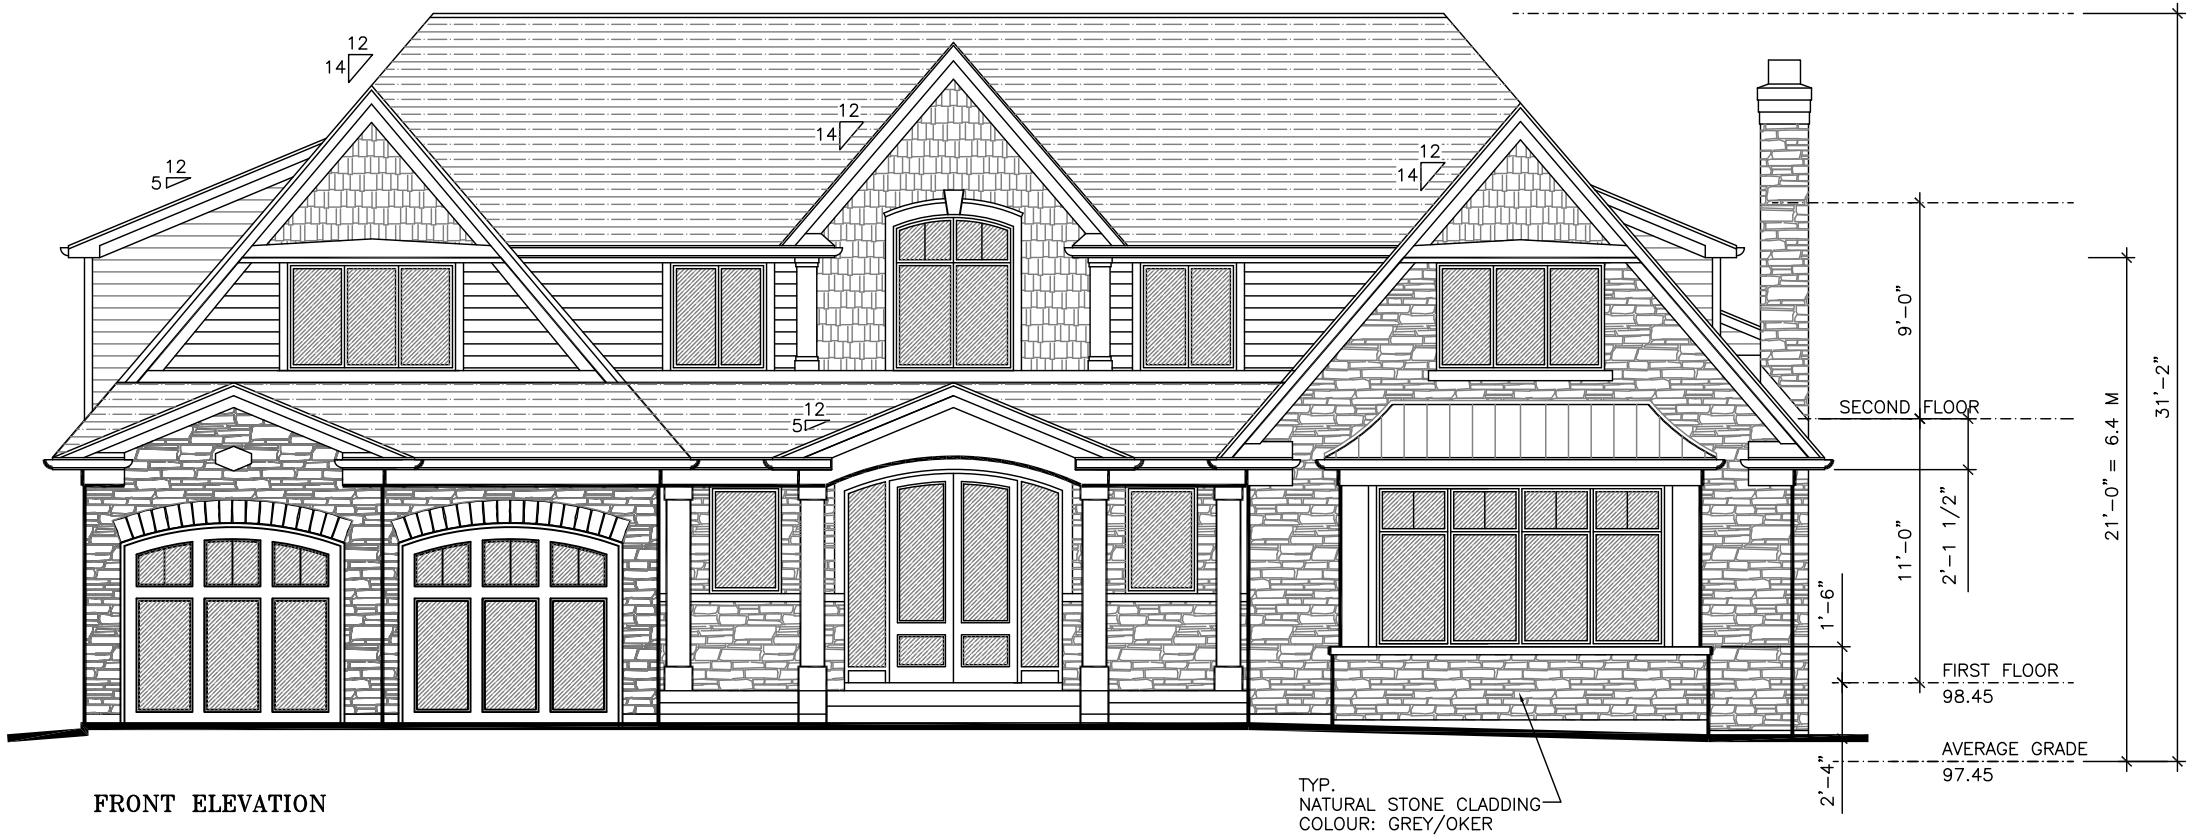 12
14
12
5
12
14
12
14
12
5
9'-0"
31'-2"
SECOND FLOOR
21'-0"= 6.4 M
11'-0"
2'-1 1/2"
1'-6"
FIRST FLOOR
98.45
AVERAGE GRADE
97.45
2'-4"
TYP.
NATURAL STONE CLADDING
COLOUR: GREY/OKER
FRONT ELEVATION